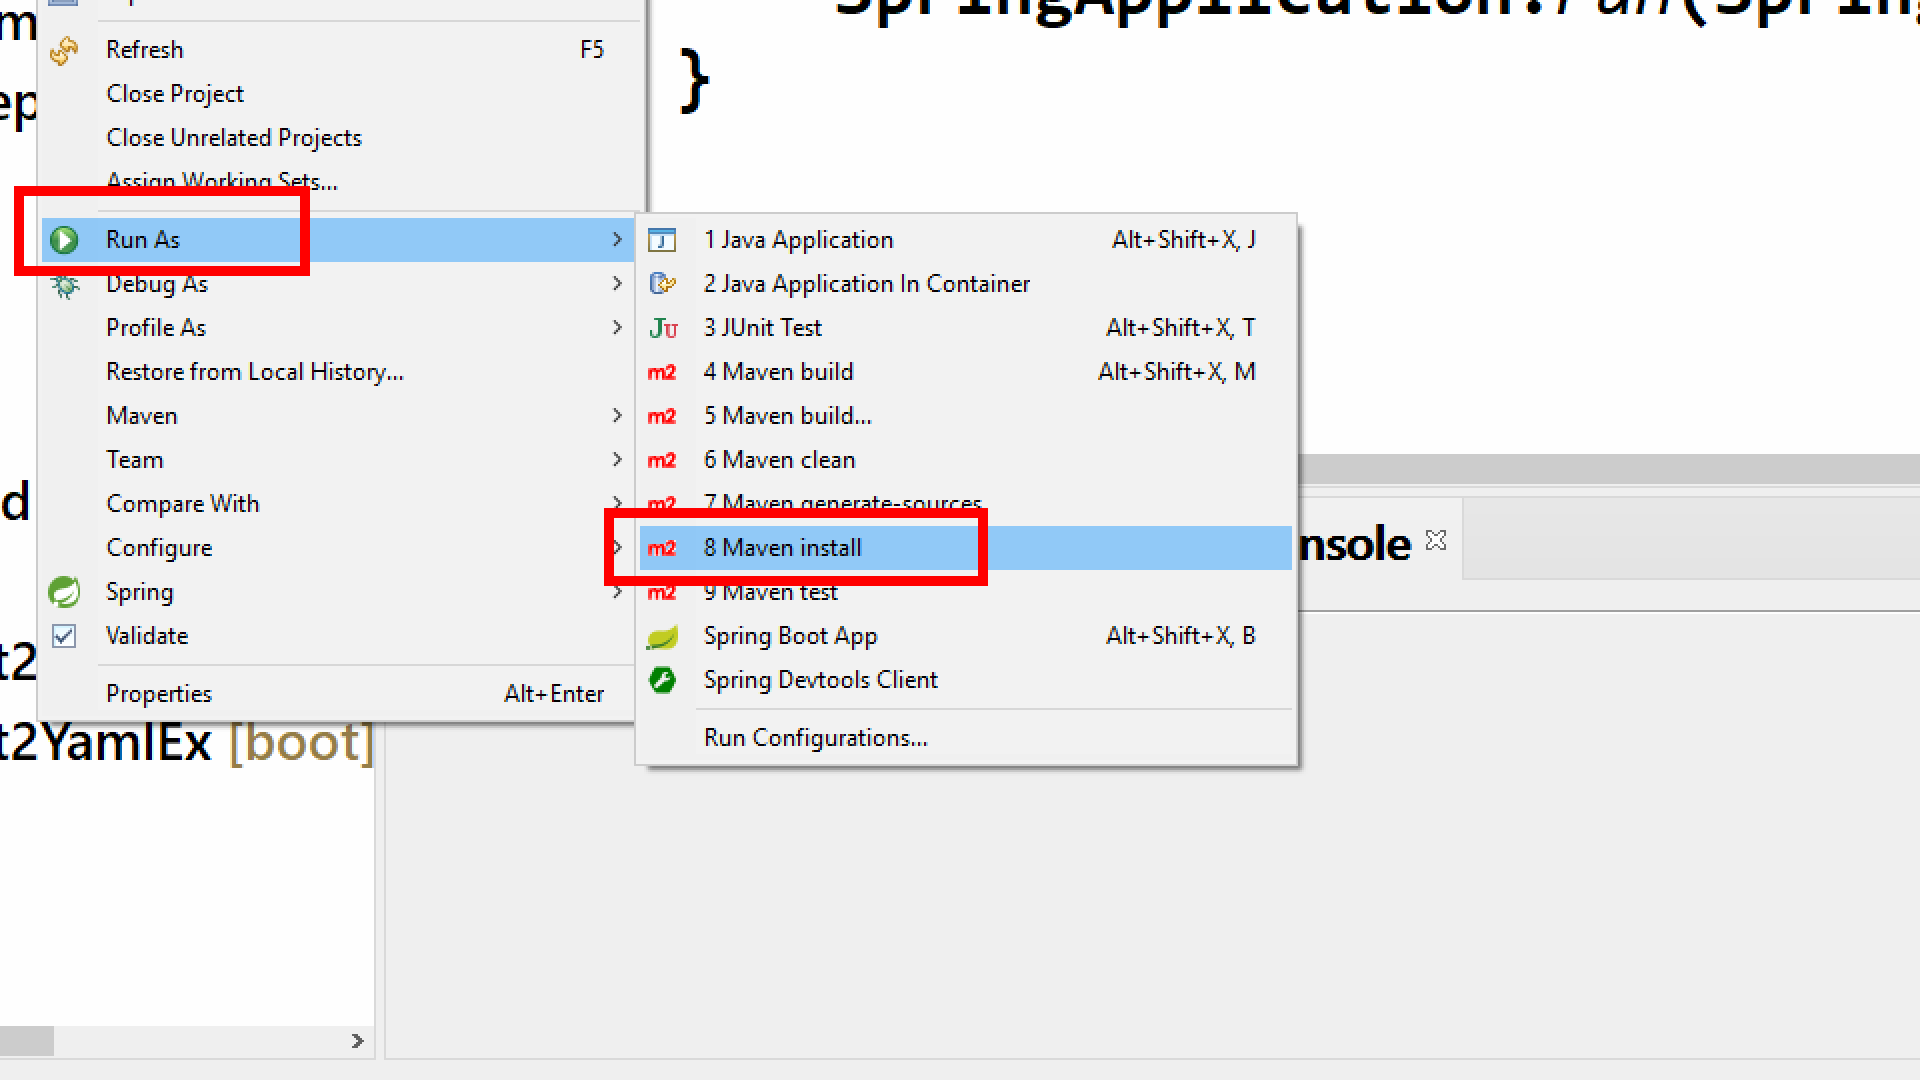 SpringApplication.run(Spring
}
Refresh F5
Close Project
Close Unrelated Projects
Assign Working Sets...
Run As
Debug As
Profile As
Restore from Local History...
Maven
Team
Compare With
Configure
Spring
Validate
Properties Alt+Enter
1 Java Application Alt+Shift+X, J
2 Java Application In Container
3 JUnit Test Alt+Shift+X, T
m2 4 Maven build Alt+Shift+X, M
m2 5 Maven build...
m2 6 Maven clean
m2 7 Maven generate-sources
m2 8 Maven install
m2 9 Maven test
Spring Boot App Alt+Shift+X, B
Spring Devtools Client
Run Configurations...
nsole
ep
d
t2
t2YamlEx [boot]